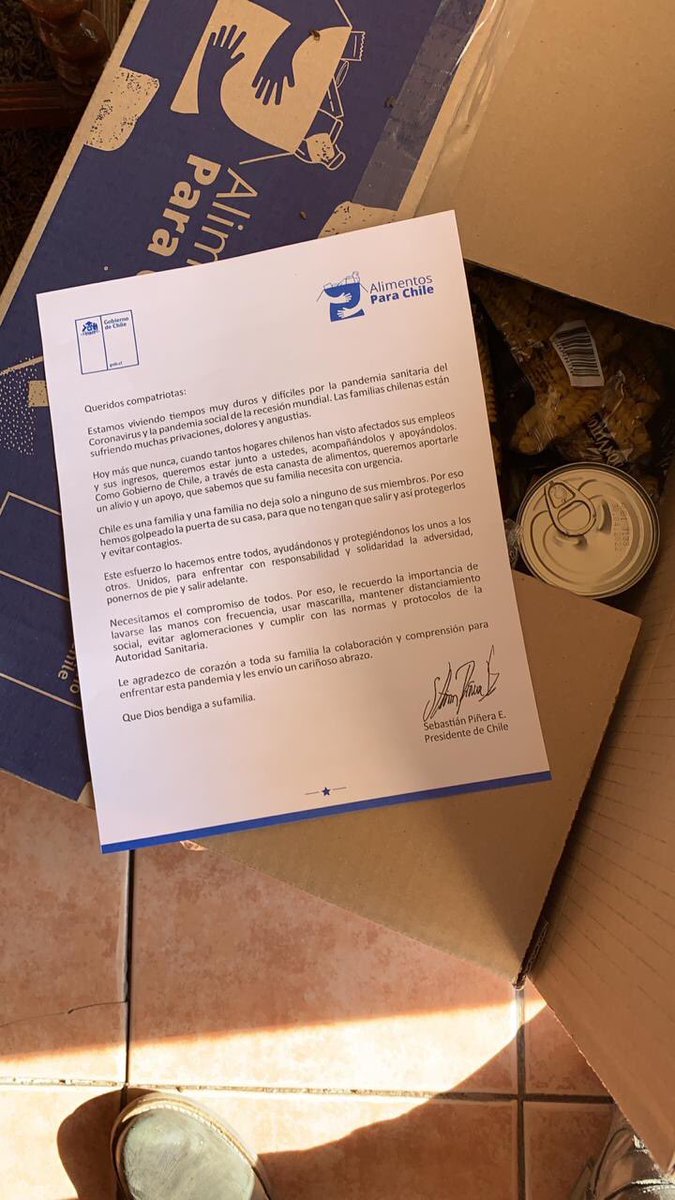 Alim
Para
Gobierno
de Chile
gob.cl
Alimentos
Para Chile
Queridos compatriotas:
Estamos viviendo tiempos muy duros y difíciles por la pandemia sanitaria del
Coronavirus y la pandemia social de la recesión mundial. Las familias chilenas están
sufriendo muchas privaciones, dolores y angustias.
Hoy más que nunca, cuando tantos hogares chilenos han visto afectados sus empleos
y sus ingresos, queremos estar junto a ustedes, acompañándolos y apoyándolos.
Como Gobierno de Chile, a través de esta canasta de alimentos, queremos aportarle
un alivio y un apoyo, que sabemos que su familia necesita con urgencia.
Chile es una familia y una familia no deja solo a ninguno de sus miembros. Por eso
hemos golpeado la puerta de su casa, para que no tengan que salir y así protegerlos
y evitar contagios.
Este esfuerzo lo hacemos entre todos, ayudándonos y protegiéndonos los unos a los
otros. Unidos, para enfrentar con responsabilidad y solidaridad la adversidad,
ponernos de pie y salir adelante.
Necesitamos el compromiso de todos. Por eso, le recuerdo la importancia de
lavarse las manos con frecuencia, usar mascarilla, mantener distanciamiento
social, evitar aglomeraciones y cumplir con las normas y protocolos de la
Autoridad Sanitaria.
Le agradezco de corazón a toda su familia la colaboración y comprensión para
enfrentar esta pandemia y les envío un cariñoso abrazo.
Que Dios bendiga a su familia.
Sebastián Piñera E.
Presidente de Chile